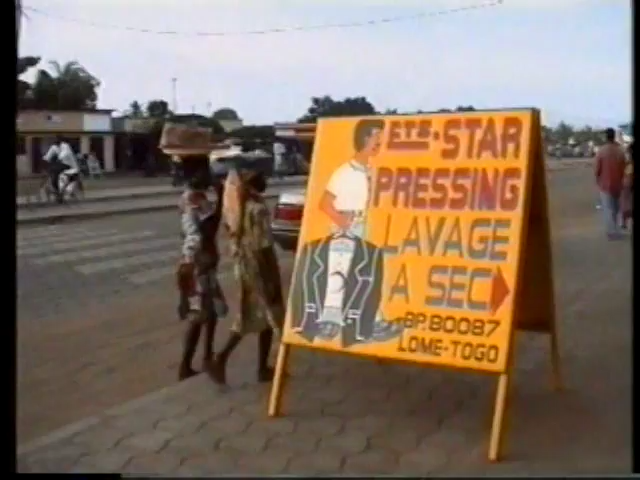 ETS-STAR
PRESSING
LAVAGE
A SEC
BP.80087
LOME-TOGO